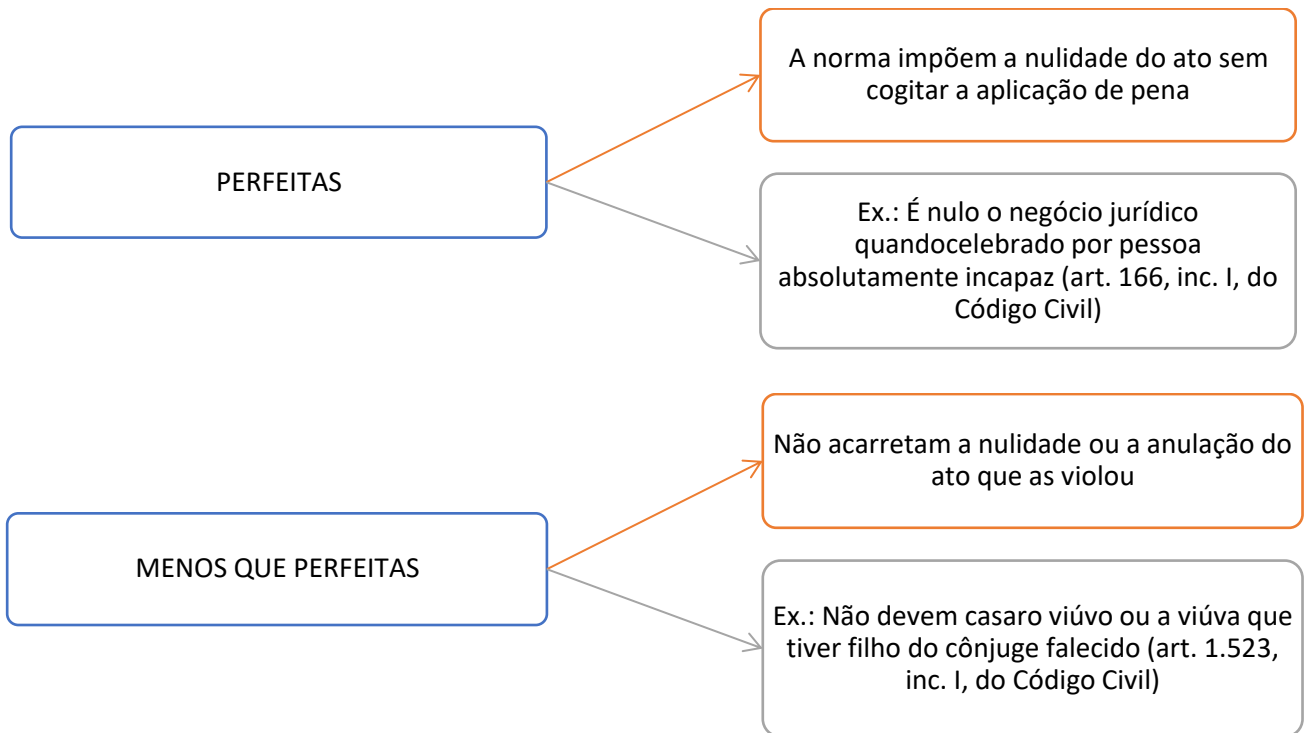 PERFEITAS
A norma impõem a nulidade do ato sem
cogitar a aplicação de pena
Ex.: É nulo o negócio jurídico
quandocelebrado por pessoa
absolutamente incapaz (art. 166, inc. I, do
Código Civil)
MENOS QUE PERFEITAS
Não acarretam a nulidade ou a anulação do
ato que as violou
Ex.: Não devem casaro viúvo ou a viúva que
tiver filho do cônjuge falecido (art. 1.523,
inc. I, do Código Civil)